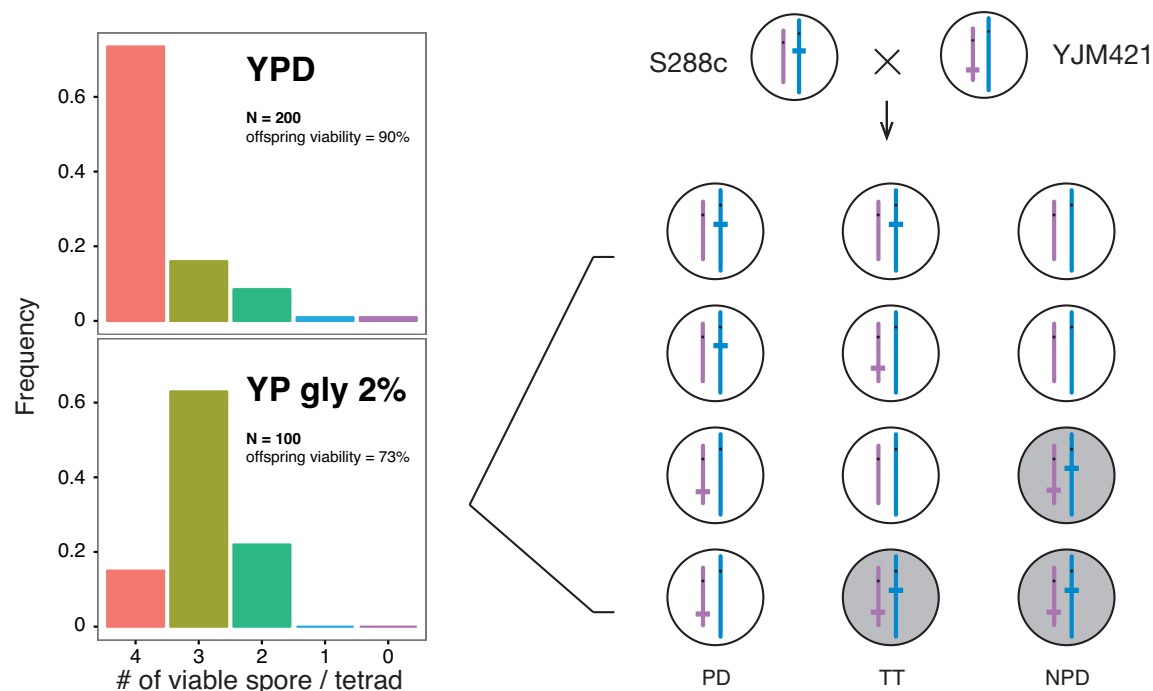 YPD
N = 200
offspring viability = 90%
0.6
0.4
0.2
0
Frequency
YP gly 2%
N = 100
offspring viability = 73%
0.6
0.4
0.2
0
4 3 2 1 0
# of viable spore / tetrad
S288c × YJM421
PD TT NPD